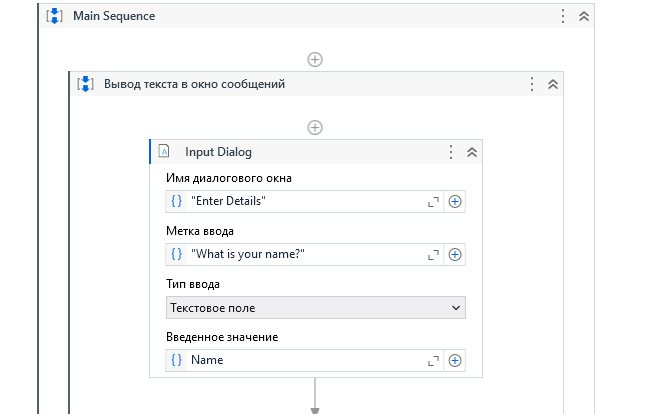 Main Sequence
Вывод текста в окно сообщений
Input Dialog
Имя диалогового окна
"Enter Details"
Метка ввода
"What is your name?"
Тип ввода
Текстовое поле
Введенное значение
Name